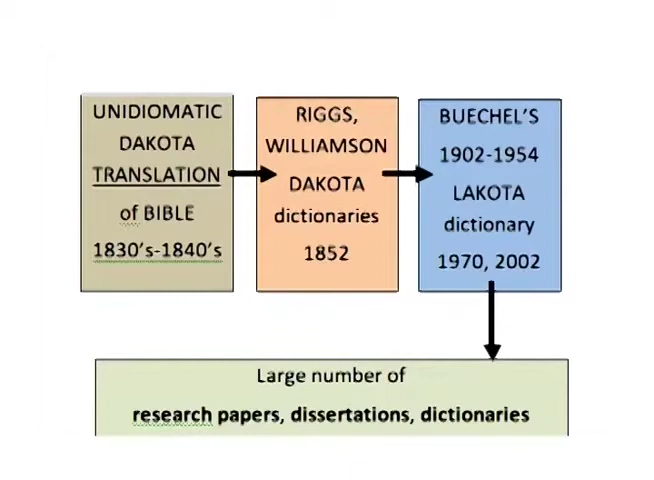 UNIDIOMATIC
DAKOTA
TRANSLATION
of BIBLE
1830's-1840's
RIGGS,
WILLIAMSON
DAKOTA
dictionaries
1852
BUECHEL'S
1902-1954
LAKOTA
dictionary
1970, 2002
Large number of
research papers, dissertations, dictionaries